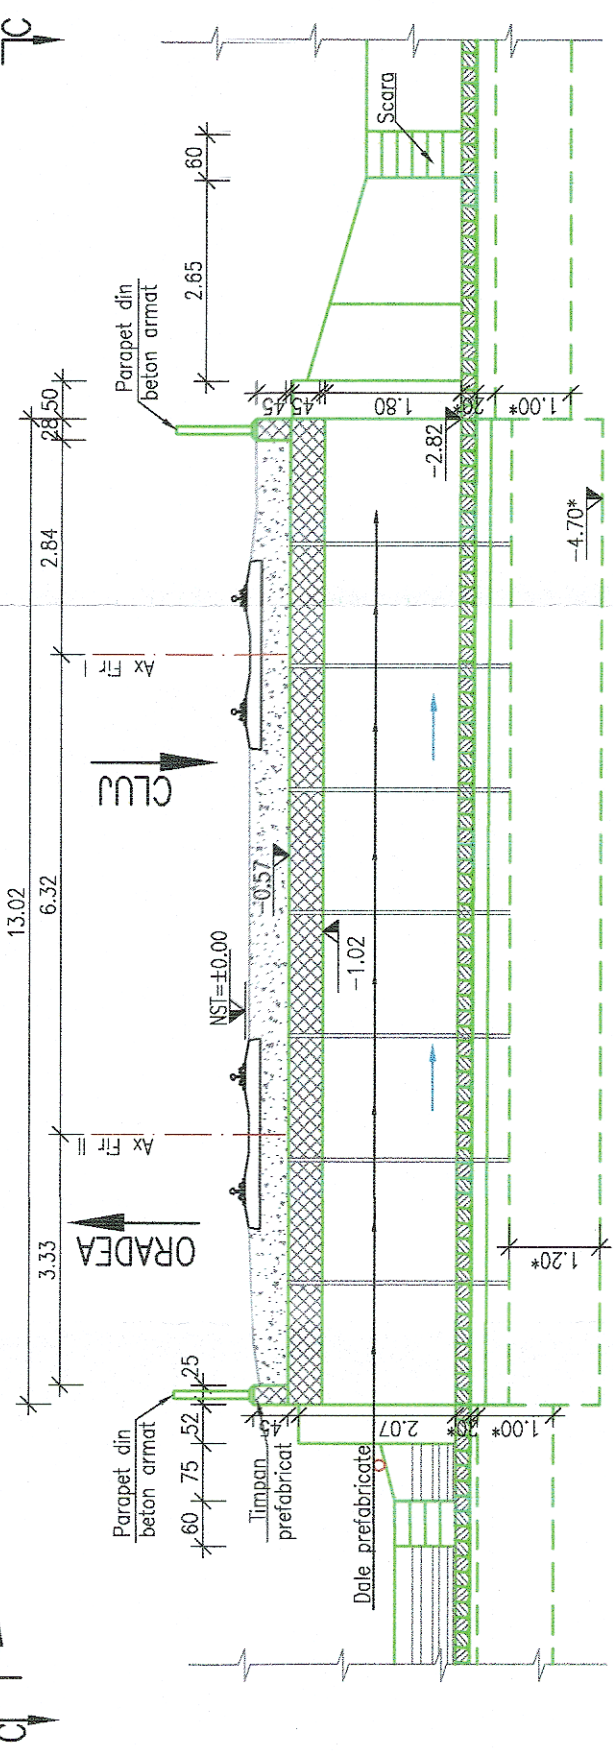 C
C
13.02
3.33
6.32
2.84
28
50
2.65
60
60
75
52
25
ORADEA
CLUJ
Ax Fir II
Ax Fir I
NST=±0.00
-0.57
-1.02
-2.82
-4.70*
Parapet din
beton armat
Parapet din
beton armat
Timpan
prefabricat
Dale prefabricate
Scara
45
2.07
20*
1.00*
45
45
1.80
20*
1.00*
1.20*